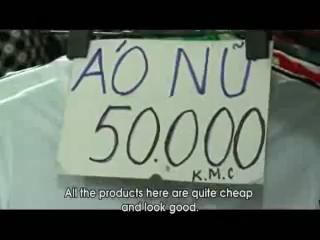 ÁO NỮ
50.000
K.M.C
All the products here are quite cheap
and look good.